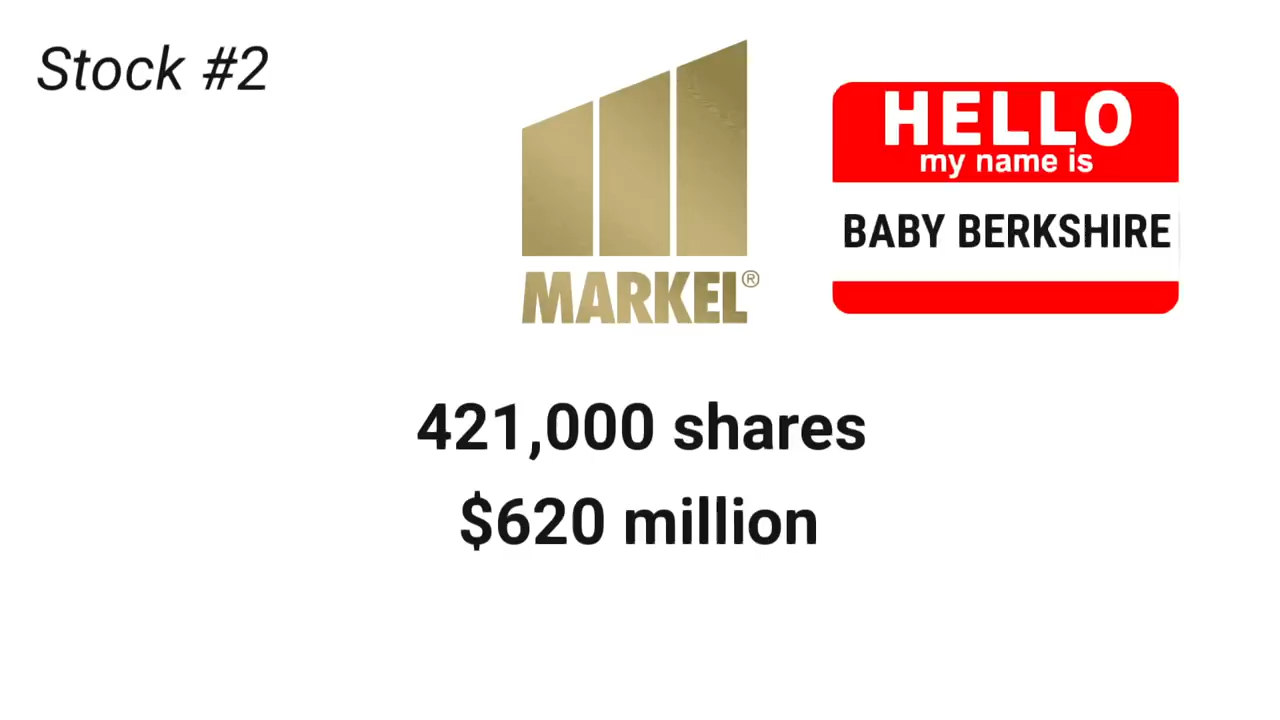 Stock #2
MARKEL®
HELLO
my name is
BABY BERKSHIRE
421,000 shares
$620 million